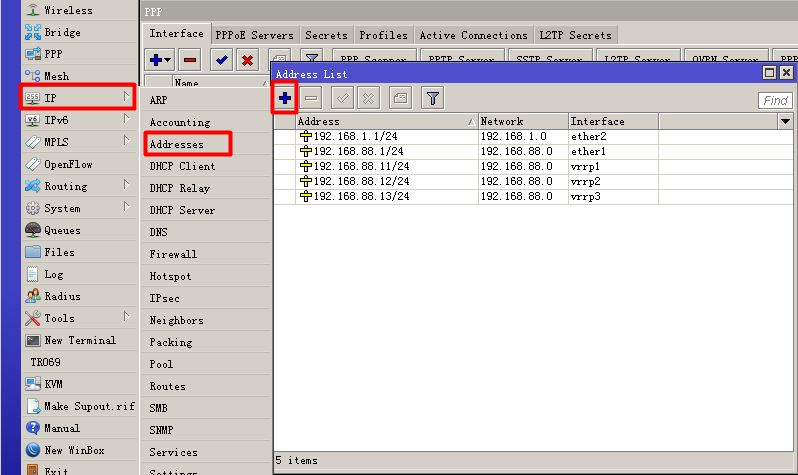 Wireless
Bridge
PPP
Mesh
IP
IPv6
MPLS
OpenFlow
Routing
System
Queues
Files
Log
Radius
Tools
New Terminal
TR069
KVM
Make Supout.rif
Manual
New WinBox
Exit
PPP
Interface PPPoE Servers Secrets Profiles Active Connections L2TP Secrets
PPP Scanner PPTP Server SSTP Server L2TP Server OVPN Server PPP
Name
ARP
Accounting
Addresses
DHCP Client
DHCP Relay
DHCP Server
DNS
Firewall
Hotspot
IPsec
Neighbors
Packing
Pool
Routes
SMB
SNMP
Services
Settings
Address List
Find
Address Network Interface
192.168.1.1/24 192.168.1.0 ether2
192.168.88.1/24 192.168.88.0 ether1
192.168.88.11/24 192.168.88.0 vrrp1
192.168.88.12/24 192.168.88.0 vrrp2
192.168.88.13/24 192.168.88.0 vrrp3
5 items